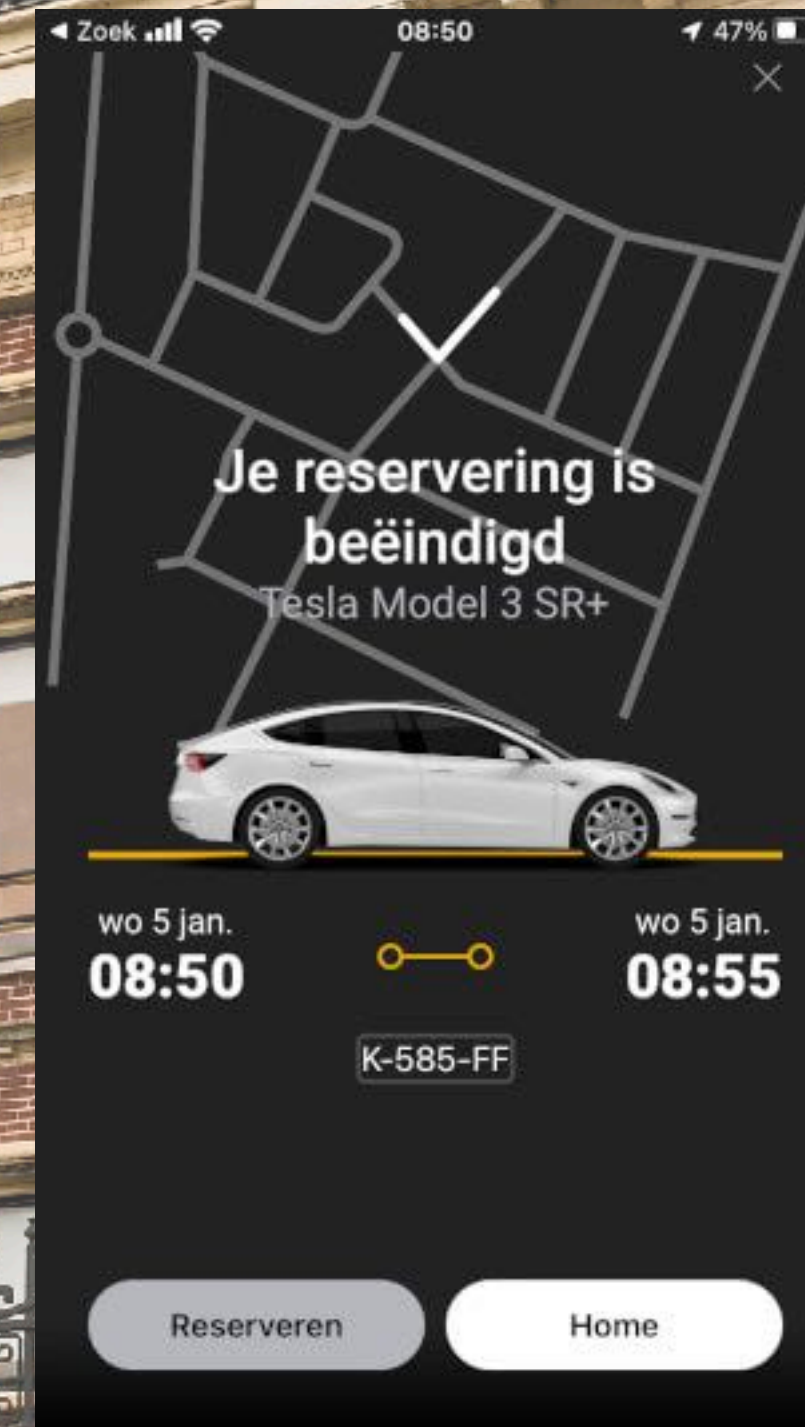 Zoek
08:50
47%
Je reservering is
beëindigd
Tesla Model 3 SR+
wo 5 jan.
08:50
wo 5 jan.
08:55
K-585-FF
Reserveren
Home